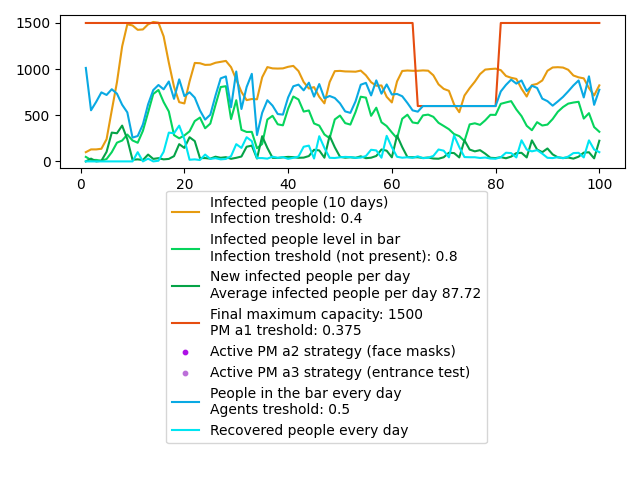 1500
1000
500
0
0
20
40
60
80
100
Infected people (10 days)
Infection treshold: 0.4
Infected people level in bar
Infection treshold (not present): 0.8
New infected people per day
Average infected people per day 87.72
Final maximum capacity: 1500
PM a1 treshold: 0.375
Active PM a2 strategy (face masks)
Active PM a3 strategy (entrance test)
People in the bar every day
Agents treshold: 0.5
Recovered people every day